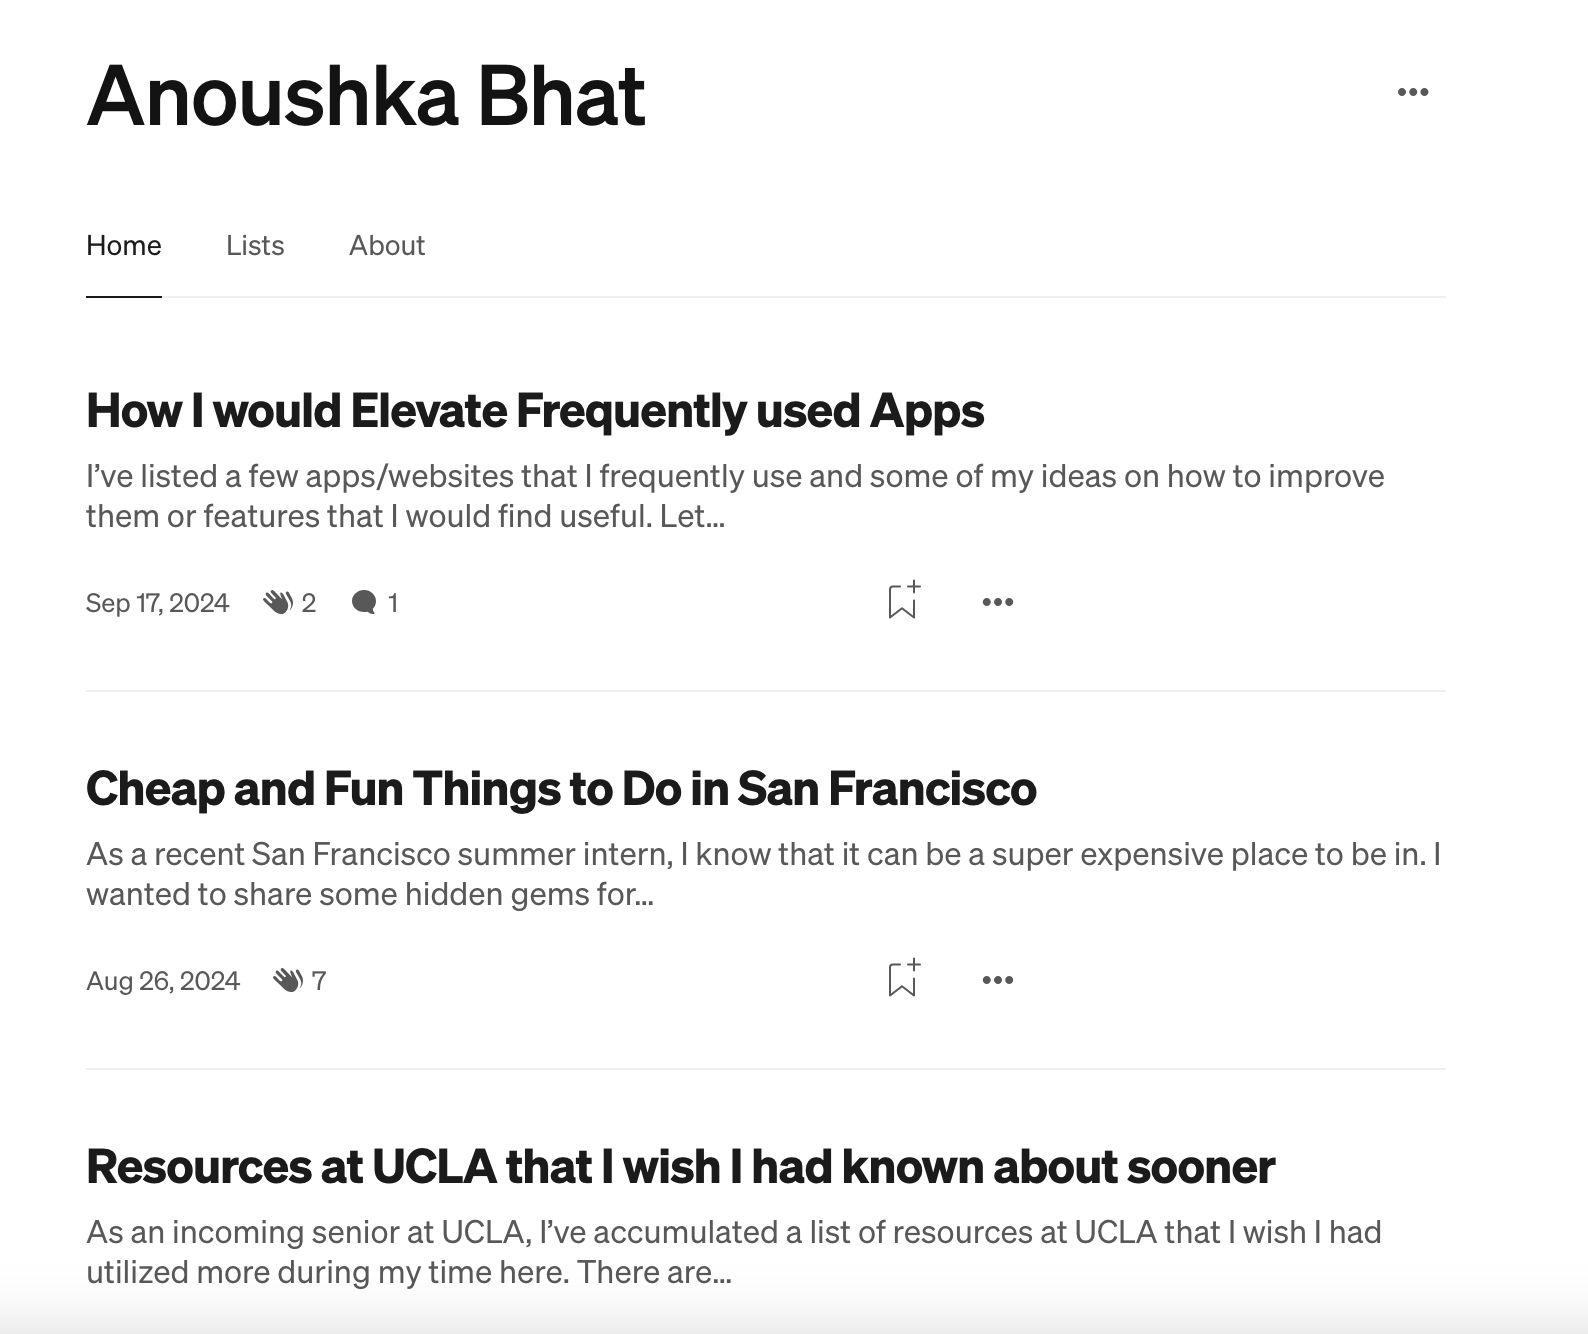 Anoushka Bhat
Home Lists About
How I would Elevate Frequently used Apps
I’ve listed a few apps/websites that I frequently use and some of my ideas on how to improve
them or features that I would find useful. Let…
Sep 17, 2024 2 1
Cheap and Fun Things to Do in San Francisco
As a recent San Francisco summer intern, I know that it can be a super expensive place to be in. I
wanted to share some hidden gems for…
Aug 26, 2024 7
Resources at UCLA that I wish I had known about sooner
As an incoming senior at UCLA, I’ve accumulated a list of resources at UCLA that I wish I had
utilized more during my time here. There are…